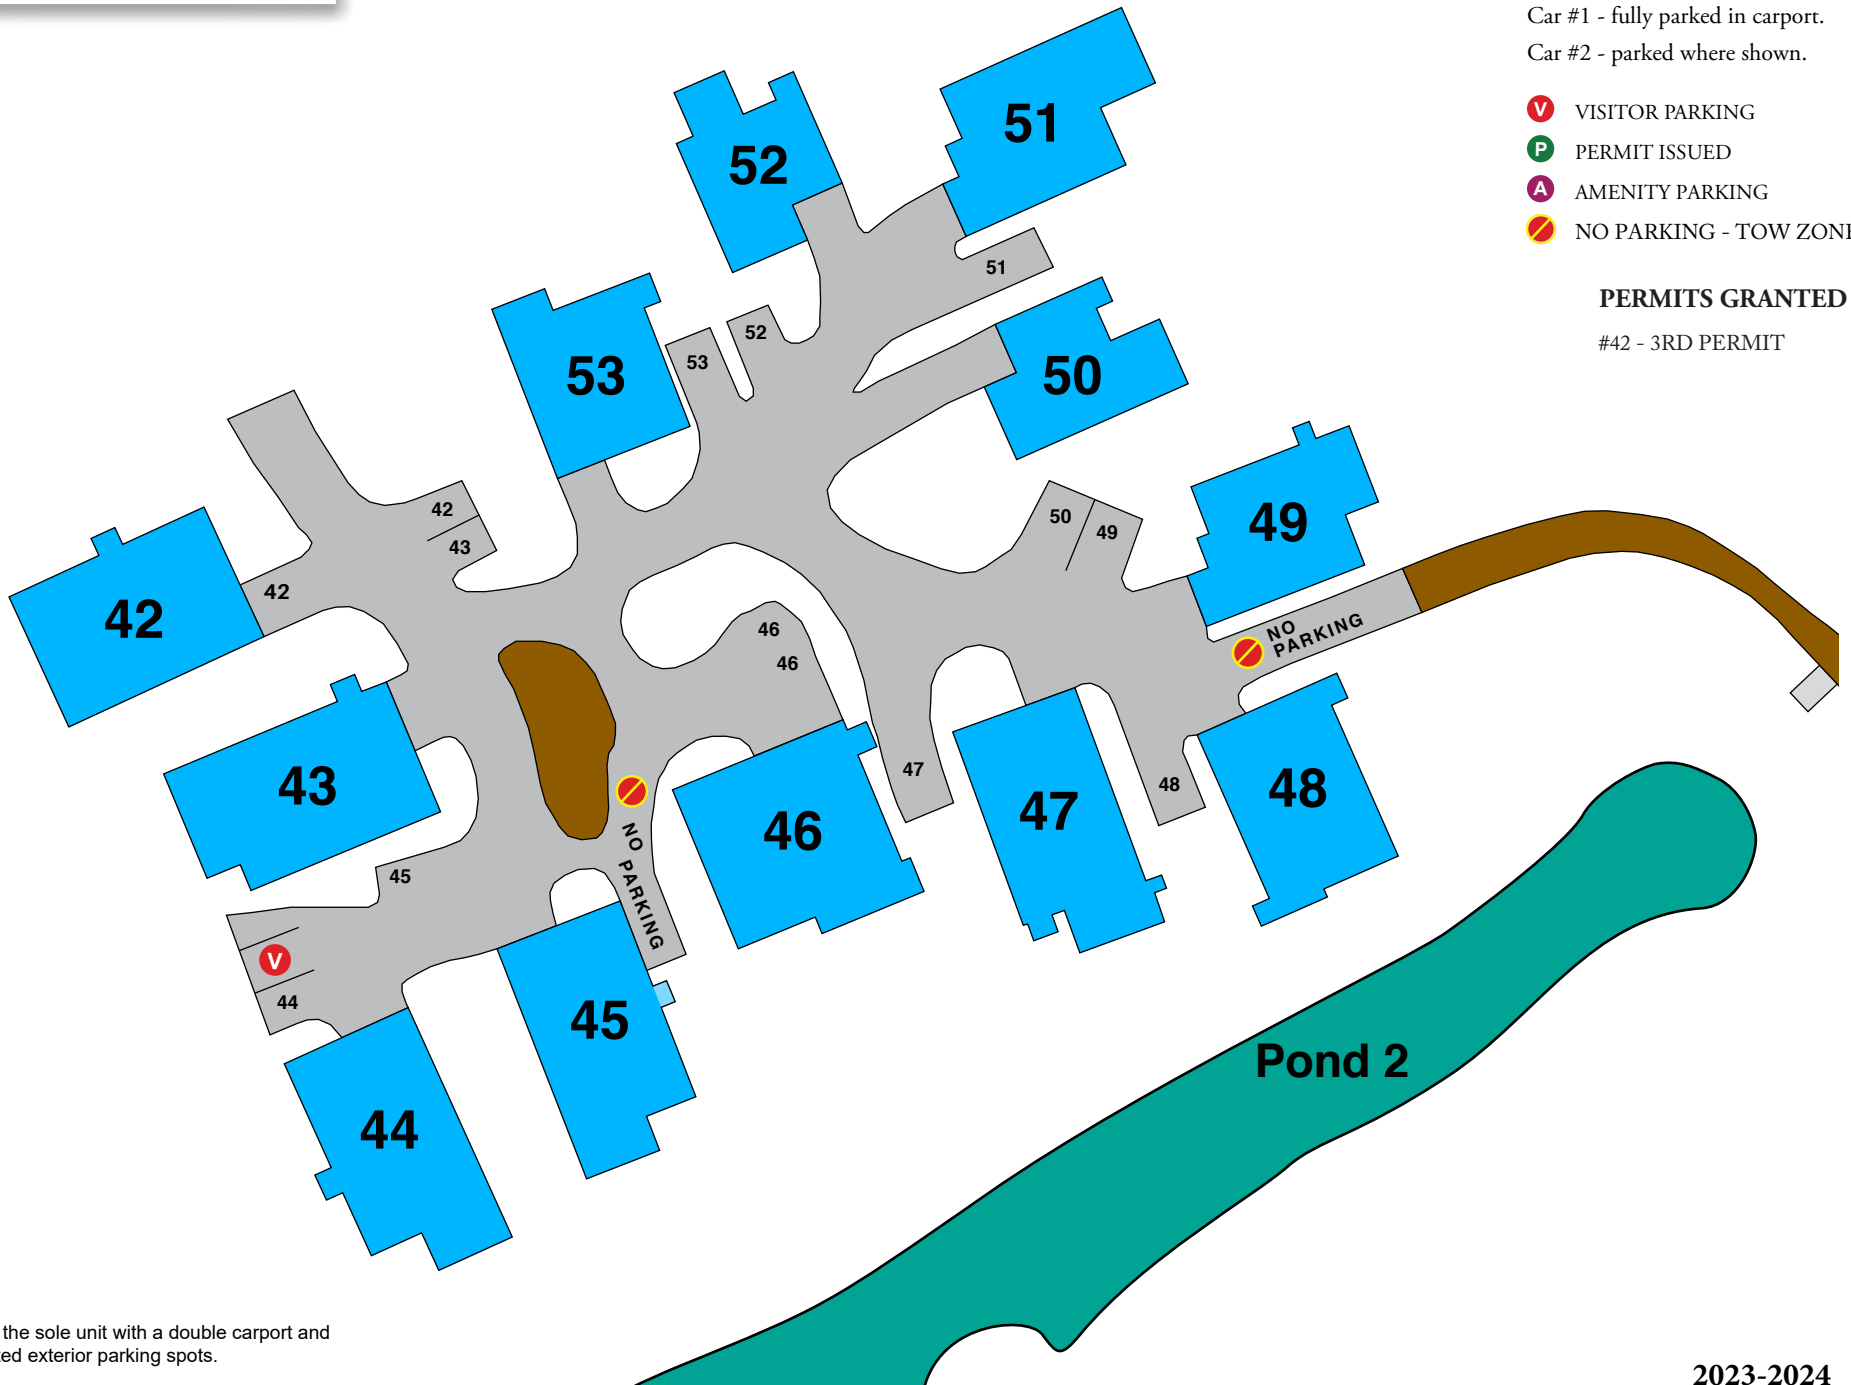 Car #1 - fully parked in carport.
Car #2 - parked where shown.
V VISITOR PARKING
P PERMIT ISSUED
A AMENITY PARKING
NO PARKING - TOW ZONE
PERMITS GRANTED
#42 - 3RD PERMIT
51
52
51
52
53
53
50
42
43
50
49
49
42
42
46
46
NO
PARKING
43
47
48
48
47
46
NO PARKING
45
V
44
45
44
Pond 2
the sole unit with a double carport and
ed exterior parking spots.
2023-2024